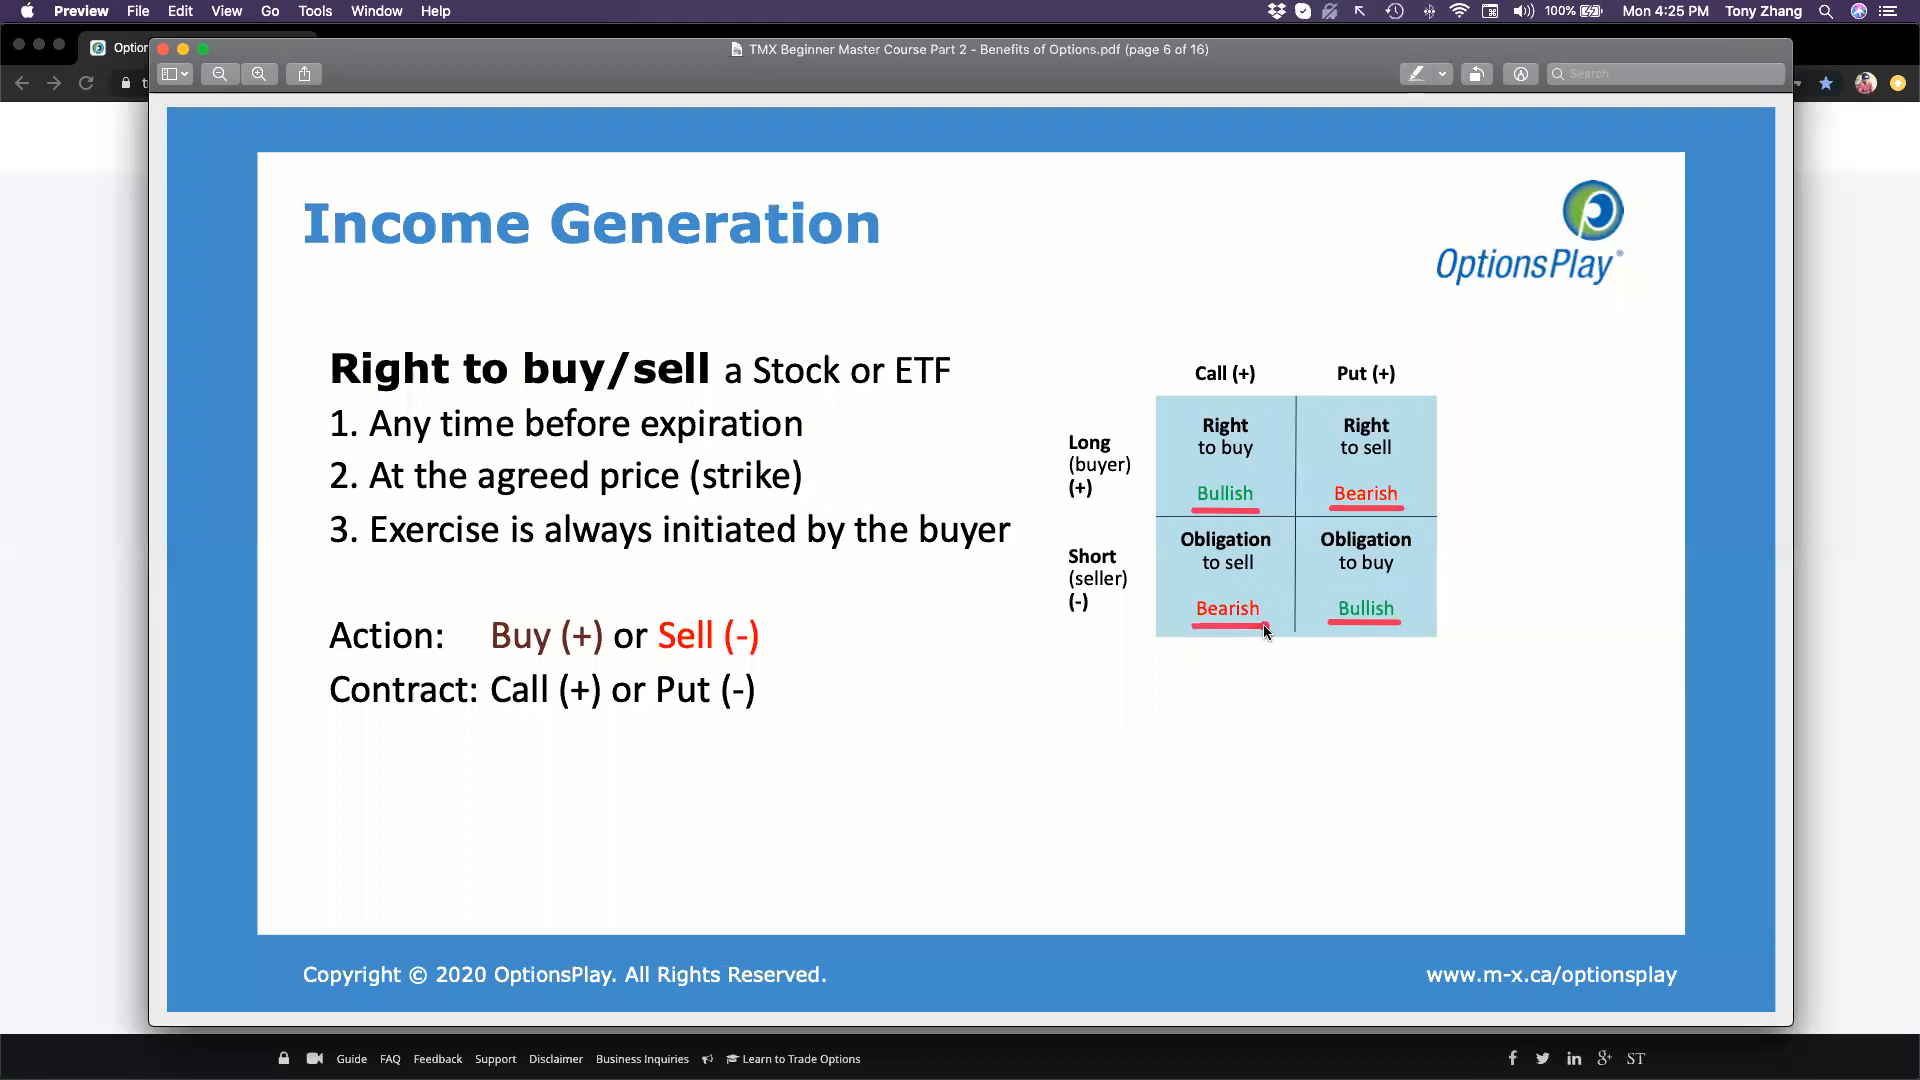 Preview File Edit View Go Tools Window Help 100% Mon 4:25 PM Tony Zhang
Option
TMX Beginner Master Course Part 2 - Benefits of Options.pdf (page 6 of 16)
Search
Income Generation
OptionsPlay®
Right to buy/sell a Stock or ETF
1. Any time before expiration
2. At the agreed price (strike)
3. Exercise is always initiated by the buyer
Action: Buy (+) or Sell (-)
Contract: Call (+) or Put (-)
Call (+) Put (+)
Long
(buyer)
(+)
Right
to buy
Bullish
Right
to sell
Bearish
Short
(seller)
(-)
Obligation
to sell
Bearish
Obligation
to buy
Bullish
Copyright © 2020 OptionsPlay. All Rights Reserved.
www.m-x.ca/optionsplay
Guide FAQ Feedback Support Disclaimer Business Inquiries Learn to Trade Options
ST